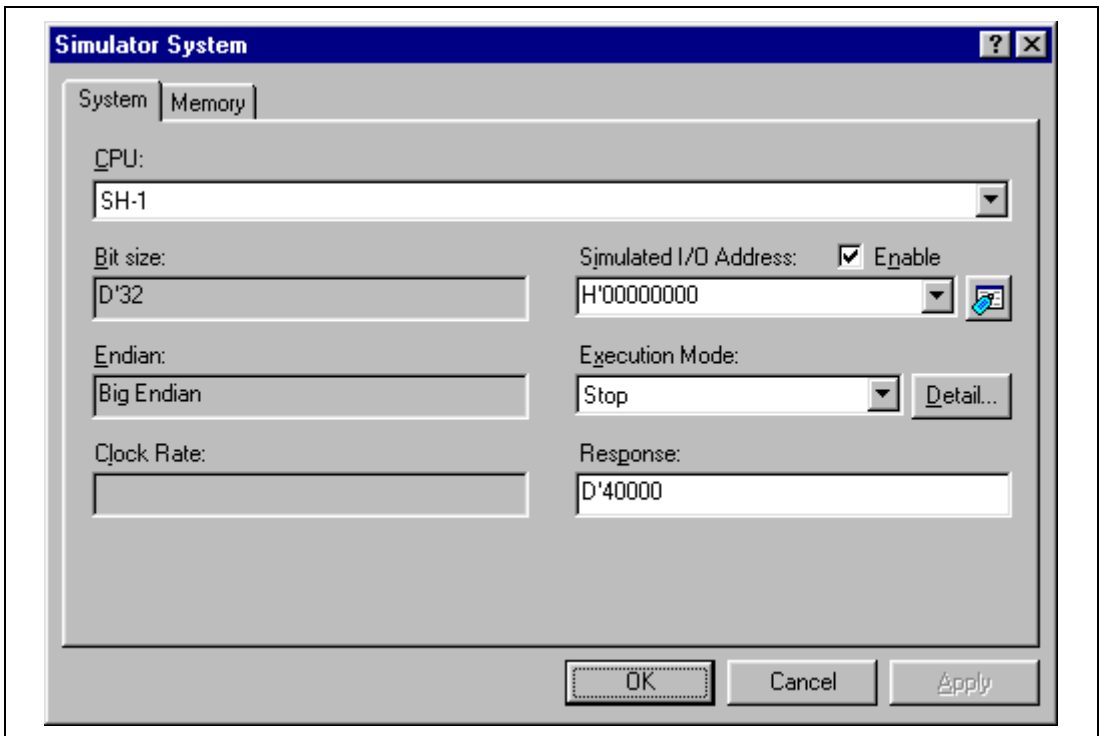 Simulator System
System Memory
CPU:
SH-1
Bit size: Simulated I/O Address: Enable
D'32 H'00000000
Endian: Execution Mode:
Big Endian Stop Detail...
Clock Rate: Response:
D'40000
OK Cancel Apply